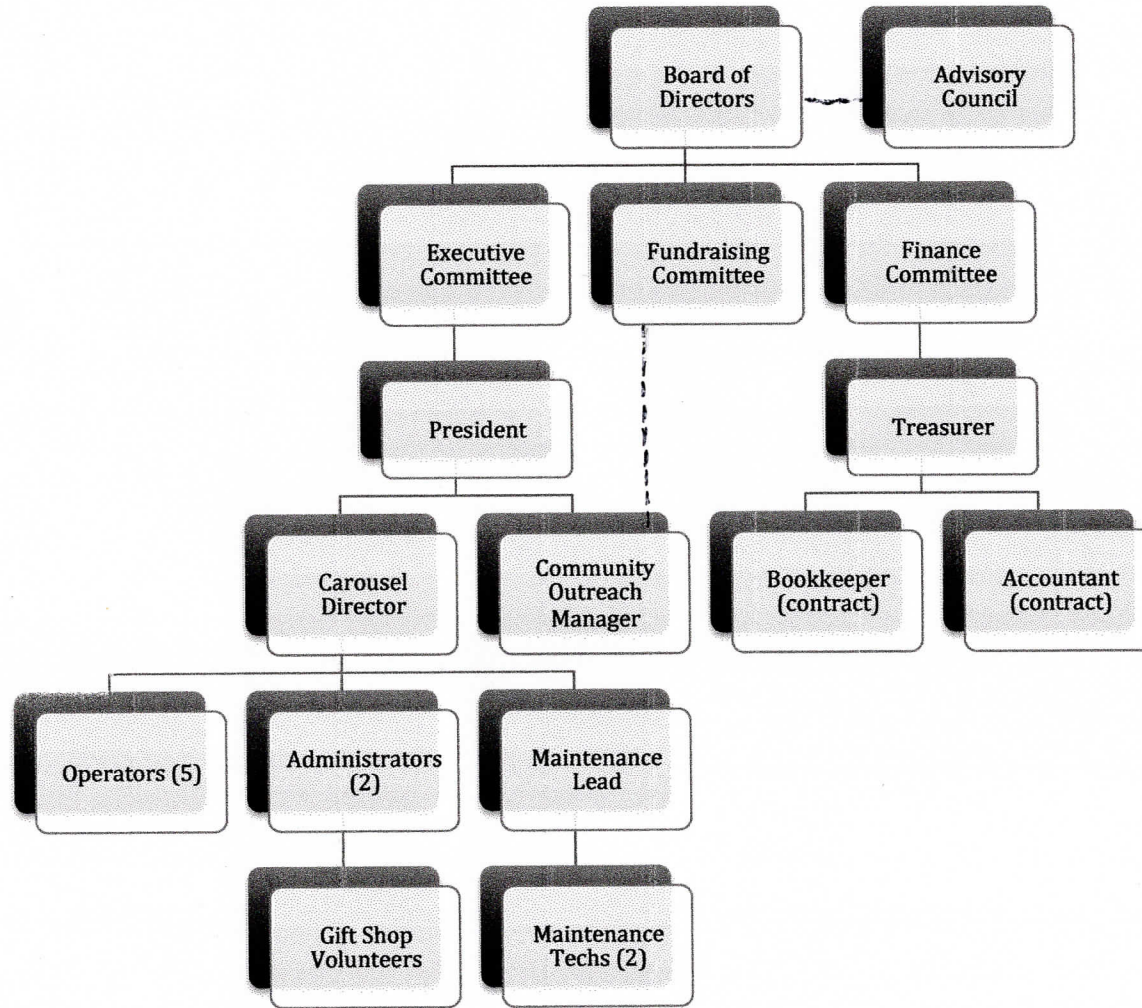 Board of
Directors
Advisory
Council
Executive
Committee
Fundraising
Committee
Finance
Committee
President
Treasurer
Carousel
Director
Community
Outreach
Manager
Bookkeeper
(contract)
Accountant
(contract)
Operators (5)
Administrators
(2)
Maintenance
Lead
Gift Shop
Volunteers
Maintenance
Techs (2)